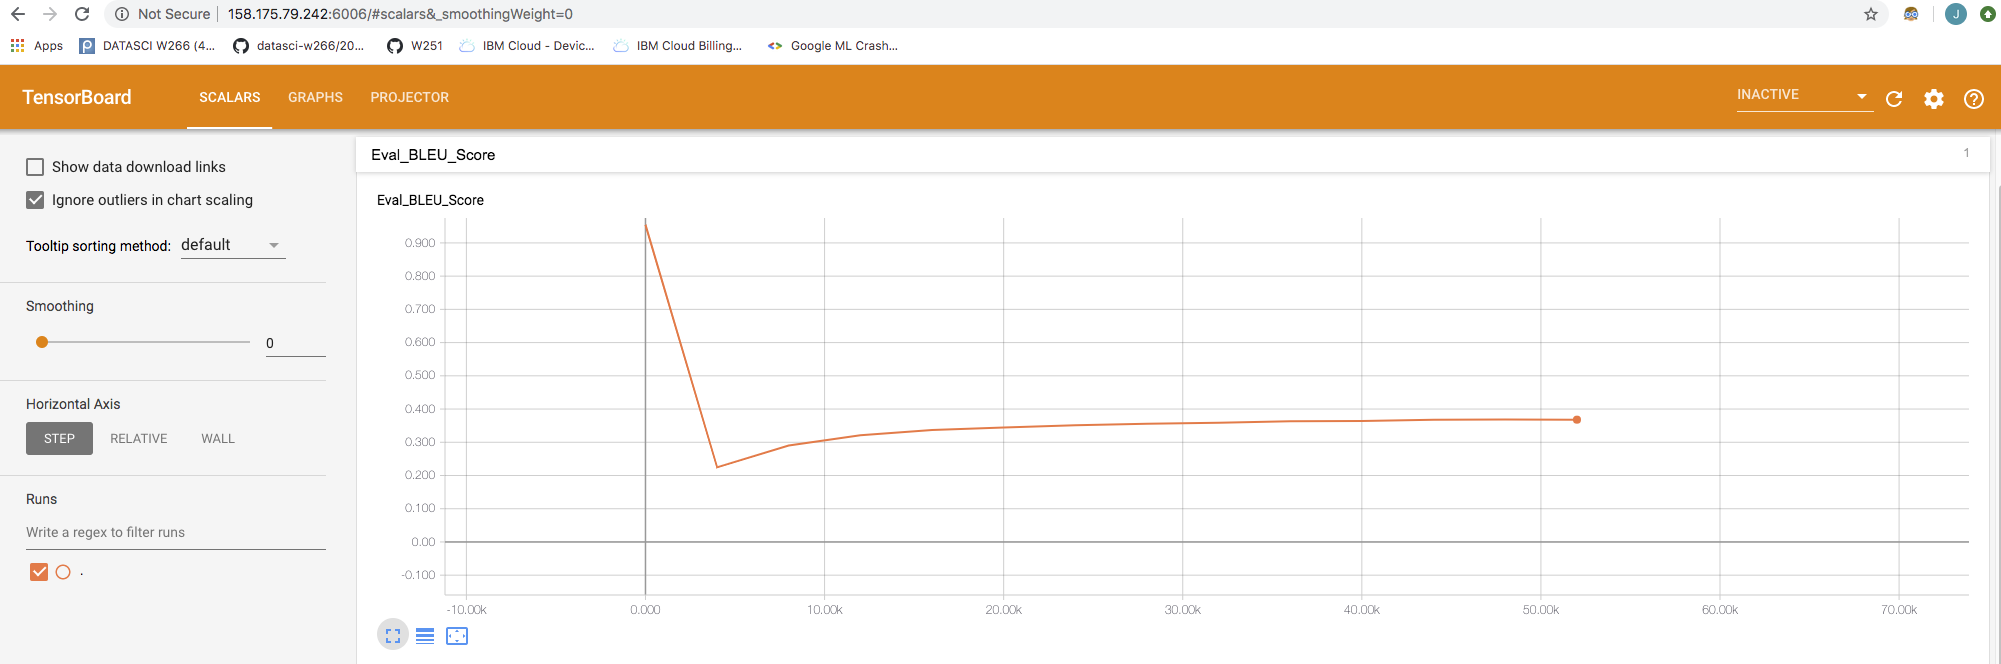 Not Secure 158.175.79.242:6006/#scalars&_smoothingWeight=0 J
Apps DATASCI W266 (4... datasci-w266/20... W251 IBM Cloud - Devic... IBM Cloud Billing... Google ML Crash...
TensorBoard SCALARS GRAPHS PROJECTOR INACTIVE
Show data download links
Ignore outliers in chart scaling
Tooltip sorting method: default
Smoothing
0
Horizontal Axis
STEP RELATIVE WALL
Runs
Write a regex to filter runs
.
Eval_BLEU_Score 1
Eval_BLEU_Score
0.900
0.800
0.700
0.600
0.500
0.400
0.300
0.200
0.100
0.00
-0.100
-10.00k 0.000 10.00k 20.00k 30.00k 40.00k 50.00k 60.00k 70.00k